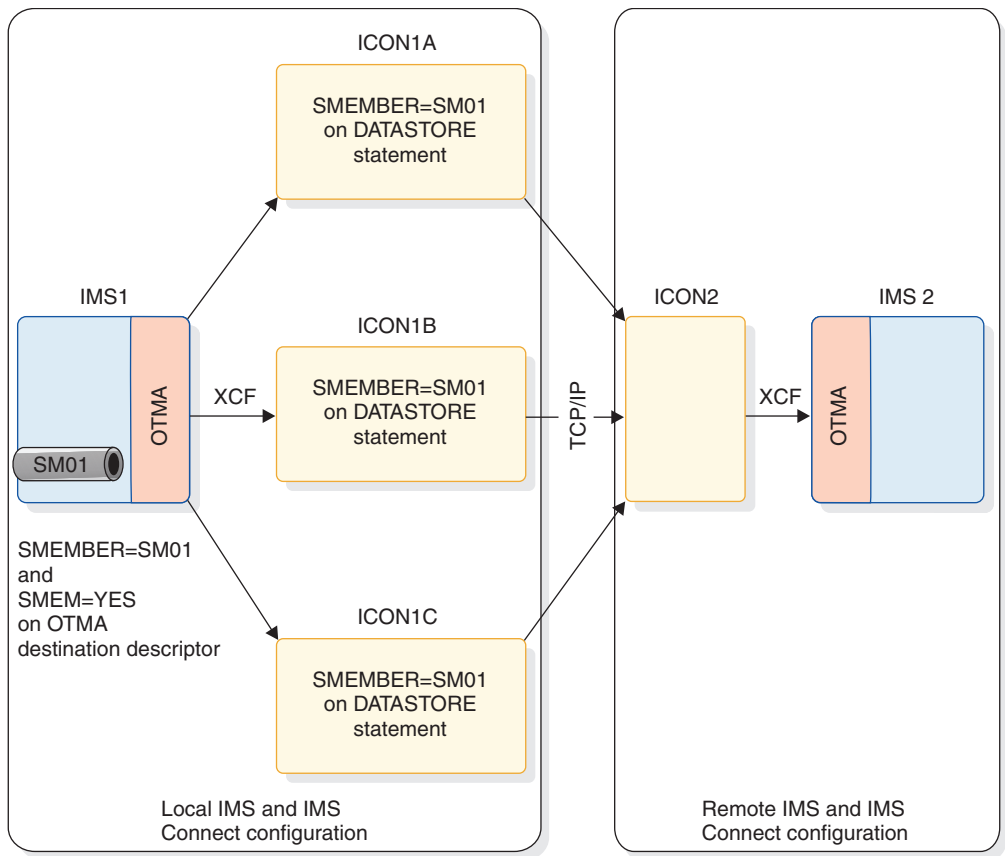 ICON1A
SMEMBER=SM01
on DATASTORE
statement
IMS1
OTMA
SM01
XCF
ICON1B
SMEMBER=SM01
on DATASTORE
statement
TCP/IP
ICON2
XCF
IMS 2
OTMA
SMEMBER=SM01
and
SMEM=YES
on OTMA
destination descriptor
ICON1C
SMEMBER=SM01
on DATASTORE
statement
Local IMS and IMS
Connect configuration
Remote IMS and IMS
Connect configuration